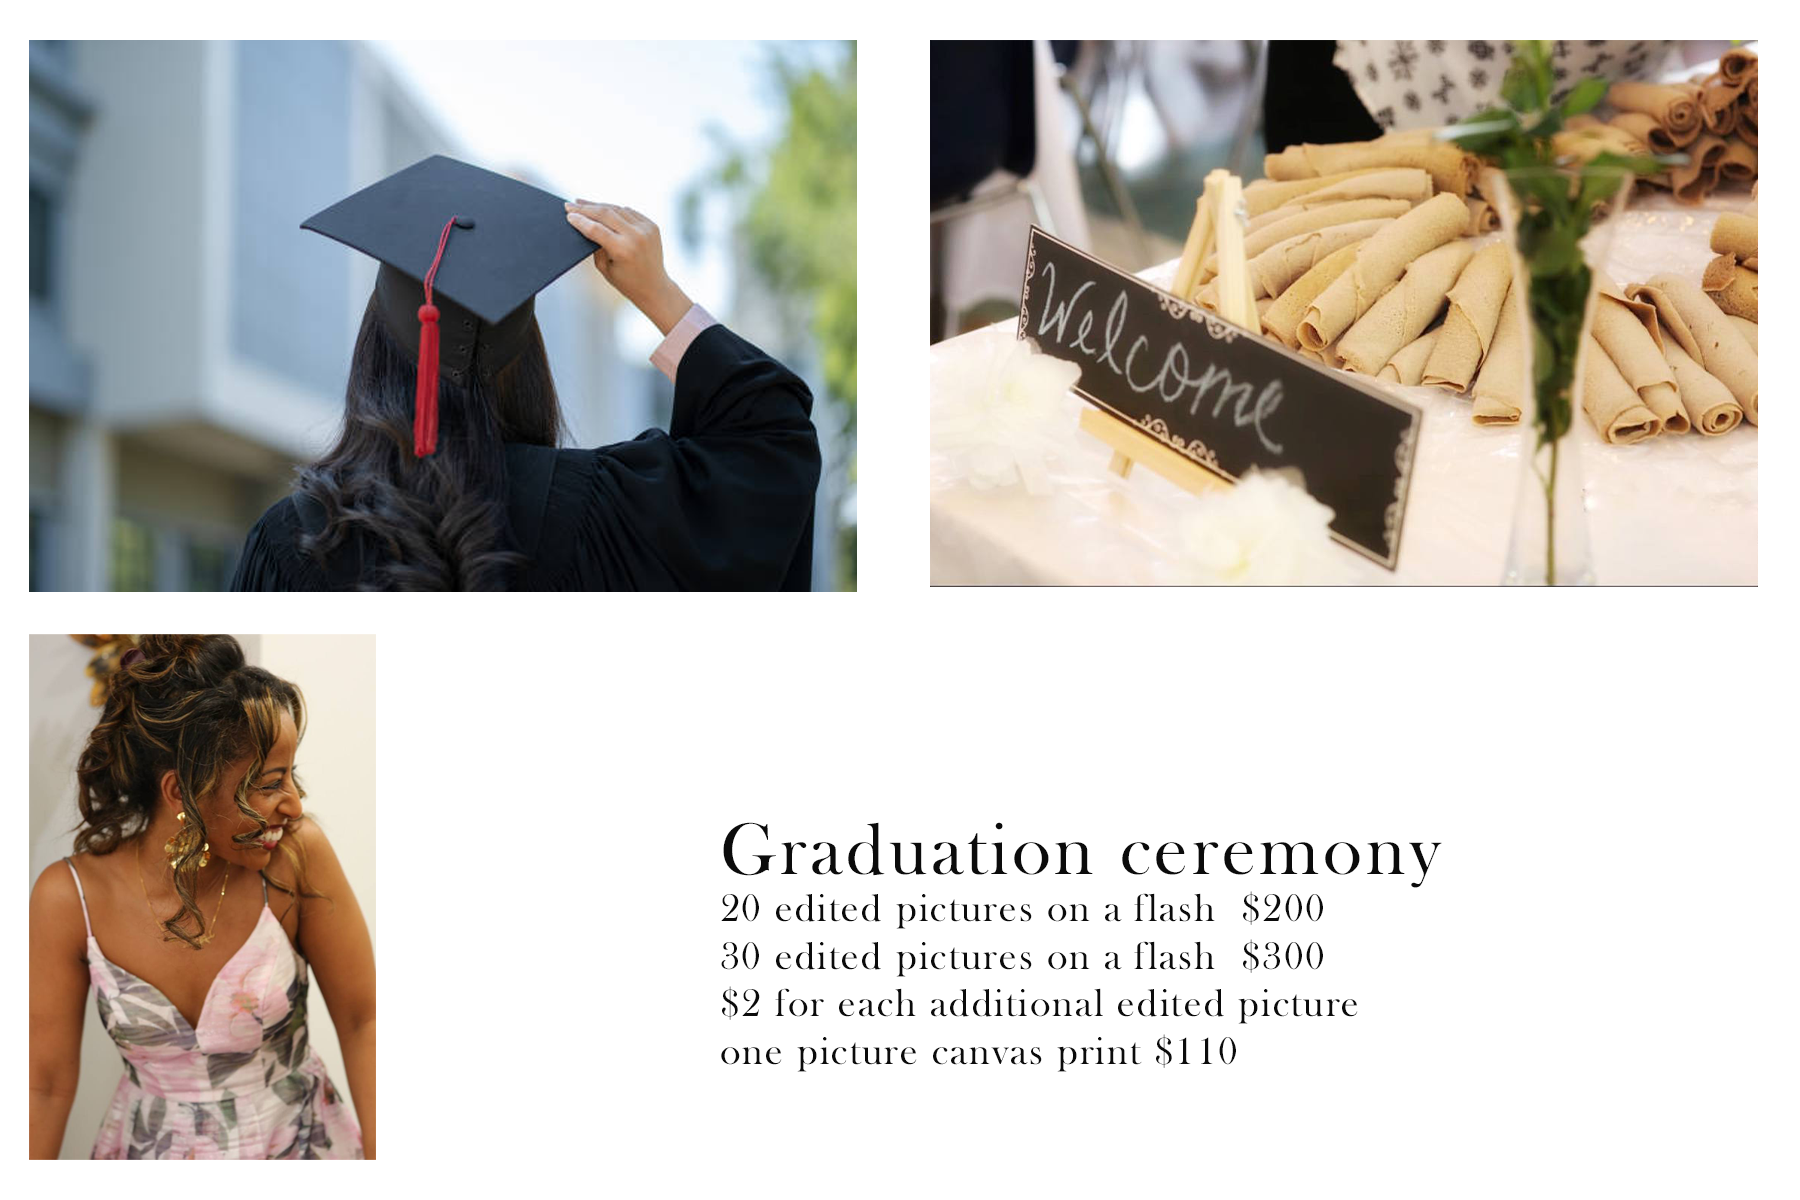 Welcome
Graduation ceremony
20 edited pictures on a flash $200
30 edited pictures on a flash $300
$2 for each additional edited picture
one picture canvas print $110